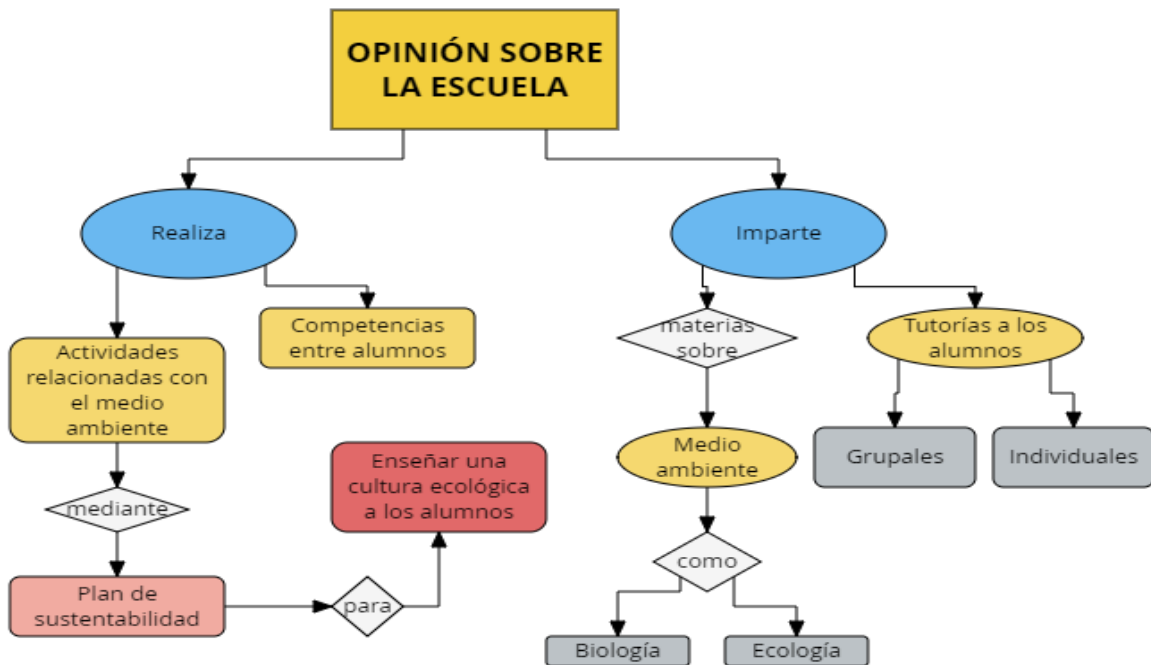 OPINIÓN SOBRE
LA ESCUELA
Realiza
Imparte
Competencias
entre alumnos
materias
sobre
Tutorías a los
alumnos
Actividades
relacionadas con
el medio
ambiente
Enseñar una
cultura ecológica
a los alumnos
Medio
ambiente
Grupales
Individuales
mediante
como
Plan de
sustentabilidad
para
Biología
Ecología